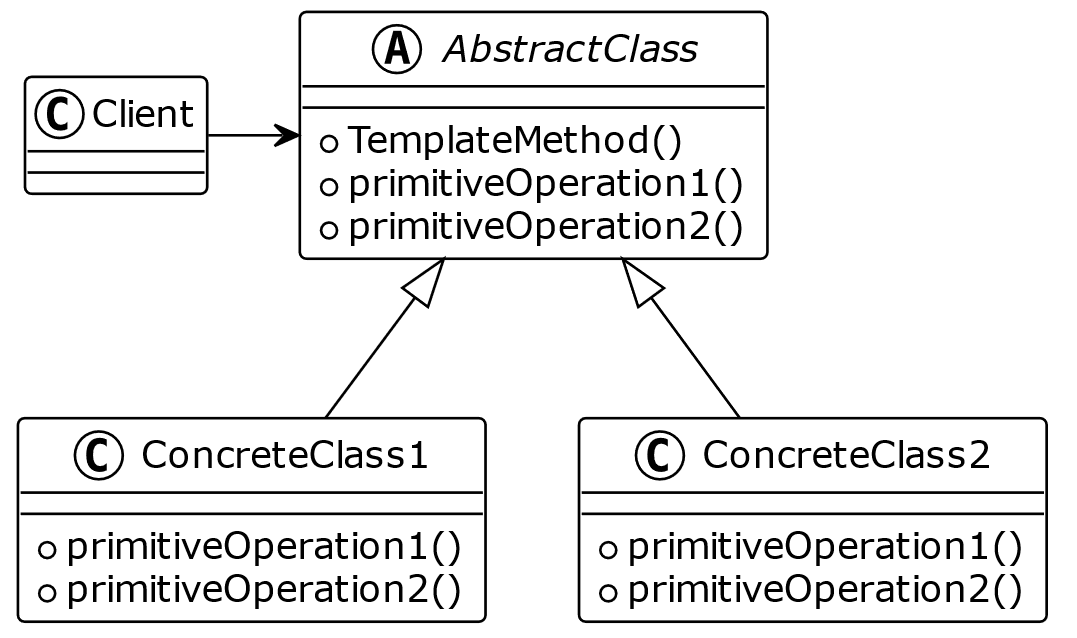 A AbstractClass
C Client
TemplateMethod()
primitiveOperation1()
primitiveOperation2()
C ConcreteClass1
primitiveOperation1()
primitiveOperation2()
C ConcreteClass2
primitiveOperation1()
primitiveOperation2()